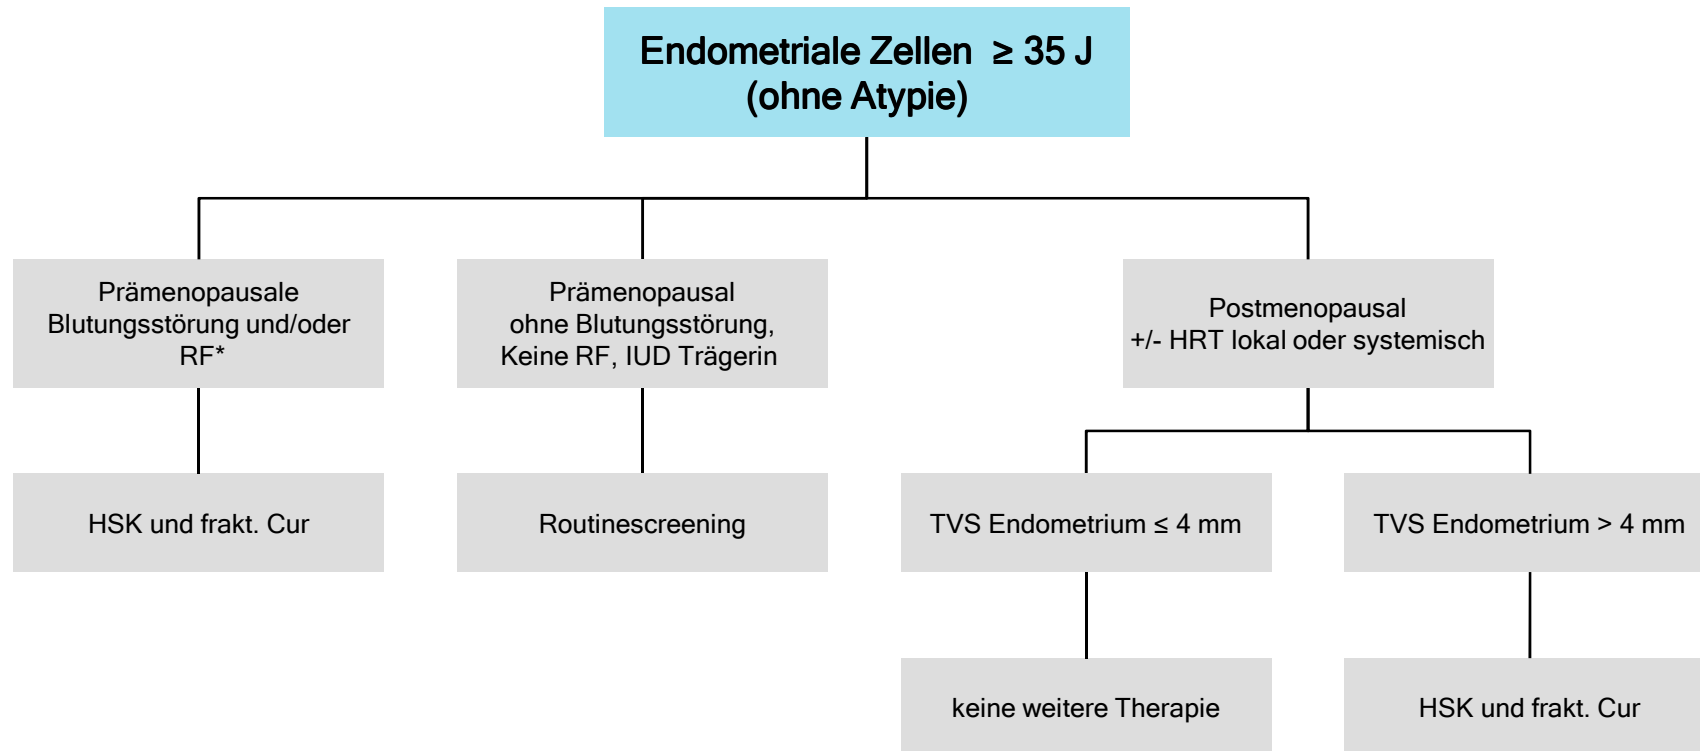 Endometriale Zellen ≥ 35 J
(ohne Atypie)
Prämenopausale
Blutungsstörung und/oder
RF*
Prämenopausal
ohne Blutungsstörung,
Keine RF, IUD Trägerin
Postmenopausal
+/- HRT lokal oder systemisch
HSK und frakt. Cur
Routinescreening
TVS Endometrium ≤ 4 mm
TVS Endometrium > 4 mm
keine weitere Therapie
HSK und frakt. Cur